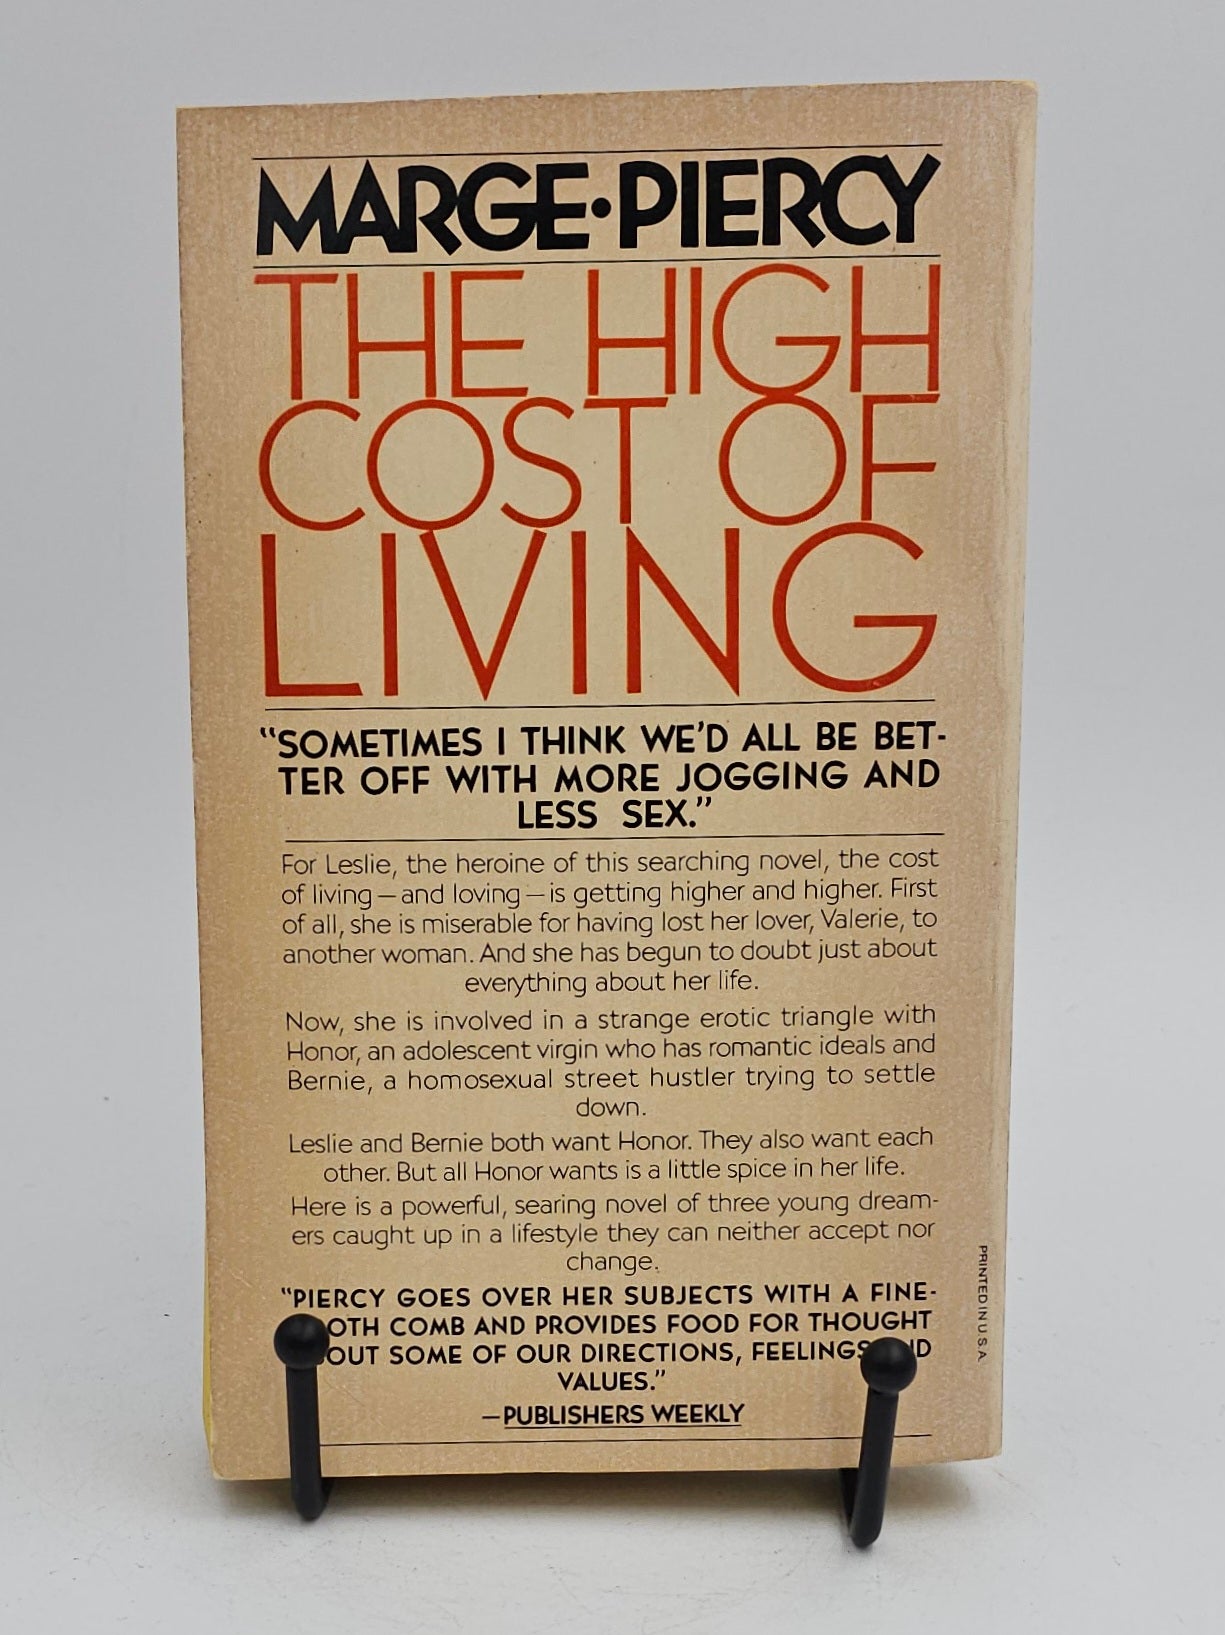 MARGE·PIERCY
THE HIGH
COST OF
LIVING
“SOMETIMES I THINK WE’D ALL BE BET-
TER OFF WITH MORE JOGGING AND
LESS SEX.”
For Leslie, the heroine of this searching novel, the cost
of living—and loving—is getting higher and higher. First
of all, she is miserable for having lost her lover, Valerie, to
another woman. And she has begun to doubt just about
everything about her life.
Now, she is involved in a strange erotic triangle with
Honor, an adolescent virgin who has romantic ideals and
Bernie, a homosexual street hustler trying to settle
down.
Leslie and Bernie both want Honor. They also want each
other. But all Honor wants is a little spice in her life.
Here is a powerful, searing novel of three young dream-
ers caught up in a lifestyle they can neither accept nor
change.
“PIERCY GOES OVER HER SUBJECTS WITH A FINE-
COMB AND PROVIDES FOOD FOR THOUGHT
SOME OF OUR DIRECTIONS, FEELINGS
VALUES.”
—PUBLISHERS WEEKLY
PRINTED IN U.S.A.